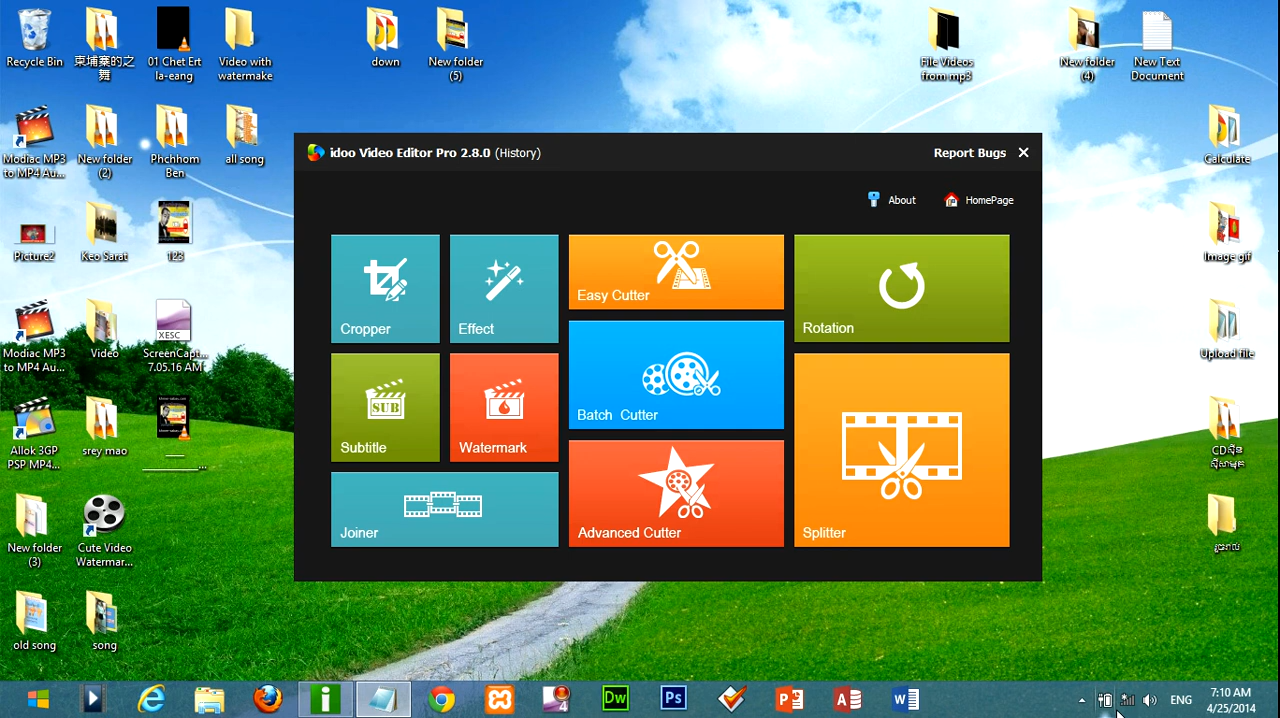 Recycle Bin
柬埔寨的之
舞
01 Chet Ert
la-eang
Video with
watermake
down
New folder
(5)
File Videos
from mp3
New folder
(4)
New Text
Document
Modiac MP3
to MP4 Au...
New folder
(2)
Phchhom
Ben
all song
Calculate
idoo Video Editor Pro 2.8.0 (History)
Report Bugs
About
HomePage
Picture2
Keo Sarat
123
Image gif
Cropper
Effect
Easy Cutter
Rotation
Modiac MP3
to MP4 Au...
Video
XESC
ScreenCapt...
7.05.16 AM
Upload file
SUB
Subtitle
Watermark
Batch Cutter
Allok 3GP
PSP MP4...
srey mao
Joiner
Advanced Cutter
Splitter
New folder
(3)
Cute Video
Watermar...
old song
song
Dw
Ps
ENG
7:10 AM
4/25/2014